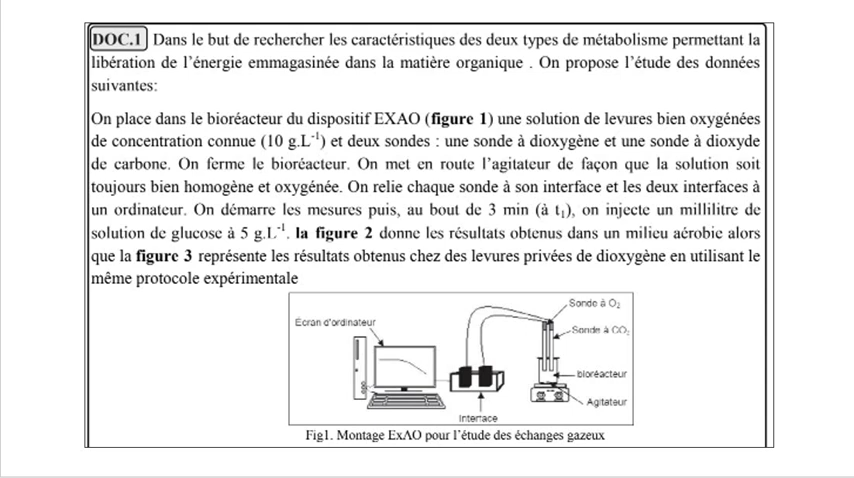 DOC.1 Dans le but de rechercher les caractéristiques des deux types de métabolisme permettant la
libération de l'énergie emmagasinée dans la matière organique . On propose l'étude des données
suivantes:
On place dans le bioréacteur du dispositif EXAO (figure 1) une solution de levures bien oxygénées
de concentration connue (10 g.L⁻¹) et deux sondes : une sonde à dioxygène et une sonde à dioxyde
de carbone. On ferme le bioréacteur. On met en route l'agitateur de façon que la solution soit
toujours bien homogène et oxygénée. On relie chaque sonde à son interface et les deux interfaces à
un ordinateur. On démarre les mesures puis, au bout de 3 min (à t₁), on injecte un millilitre de
solution de glucose à 5 g.L⁻¹. la figure 2 donne les résultats obtenus dans un milieu aérobie alors
que la figure 3 représente les résultats obtenus chez des levures privées de dioxygène en utilisant le
même protocole expérimentale
Sonde à O₂
Écran d'ordinateur
Sonde à CO₂
bioréacteur
Agitateur
Interface
Fig1. Montage ExAO pour l'étude des échanges gazeux